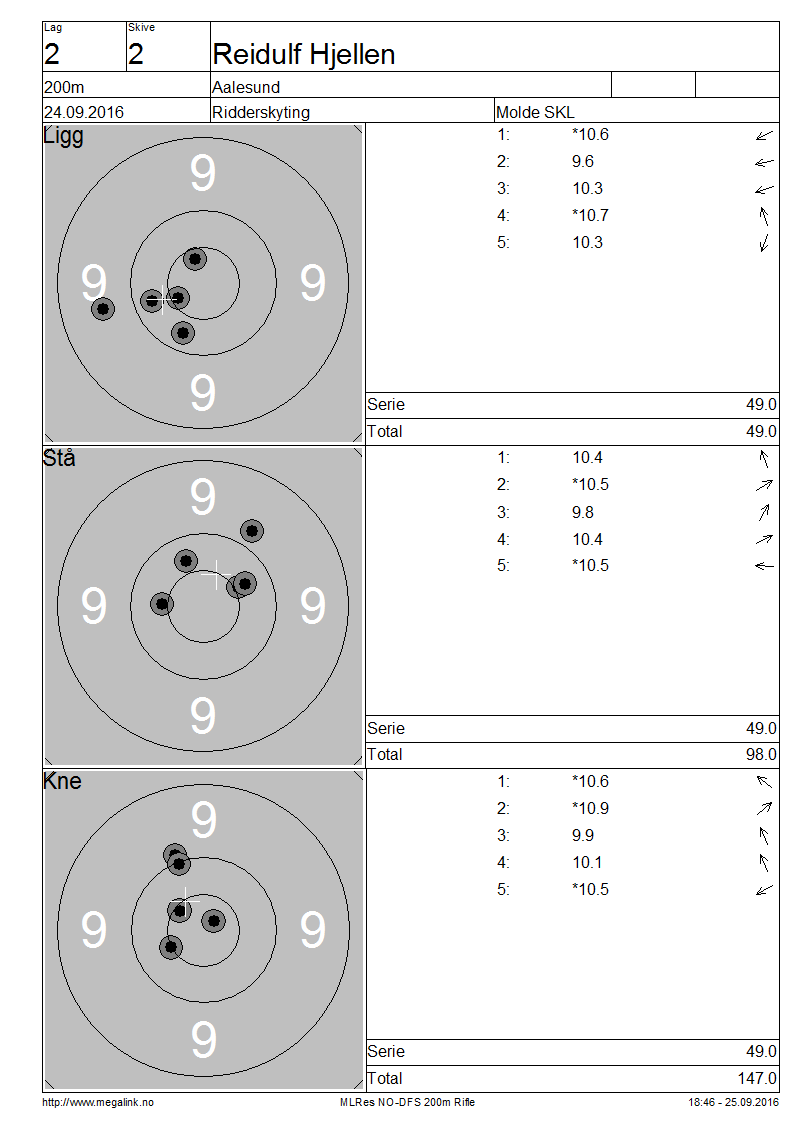 Lag Skive
2 2 Reidulf Hjellen
200m Aalesund
24.09.2016 Ridderskyting Molde SKL
Ligg
9
9 9
9
1: *10.6
2: 9.6
3: 10.3
4: *10.7
5: 10.3
Serie 49.0
Total 49.0
Stå
9
9 9
9
1: 10.4
2: *10.5
3: 9.8
4: 10.4
5: *10.5
Serie 49.0
Total 98.0
Kne
9
9 9
9
1: *10.6
2: *10.9
3: 9.9
4: 10.1
5: *10.5
Serie 49.0
Total 147.0
http://www.megalink.no MLRes NO-DFS 200m Rifle 18:46 - 25.09.2016